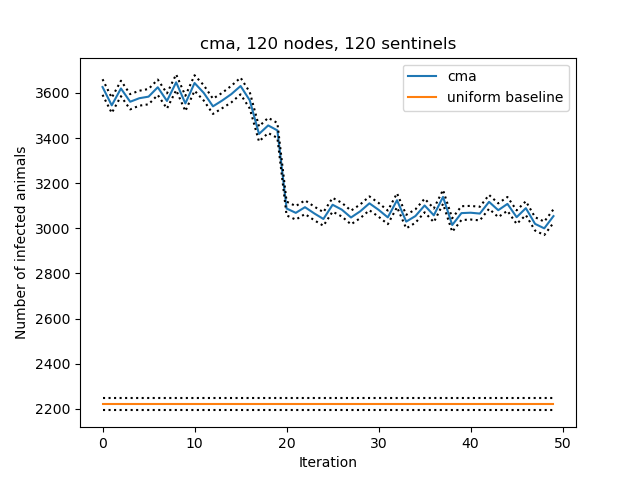 cma, 120 nodes, 120 sentinels
cma
uniform baseline
Number of infected animals
3600
3400
3200
3000
2800
2600
2400
2200
0 10 20 30 40 50
Iteration